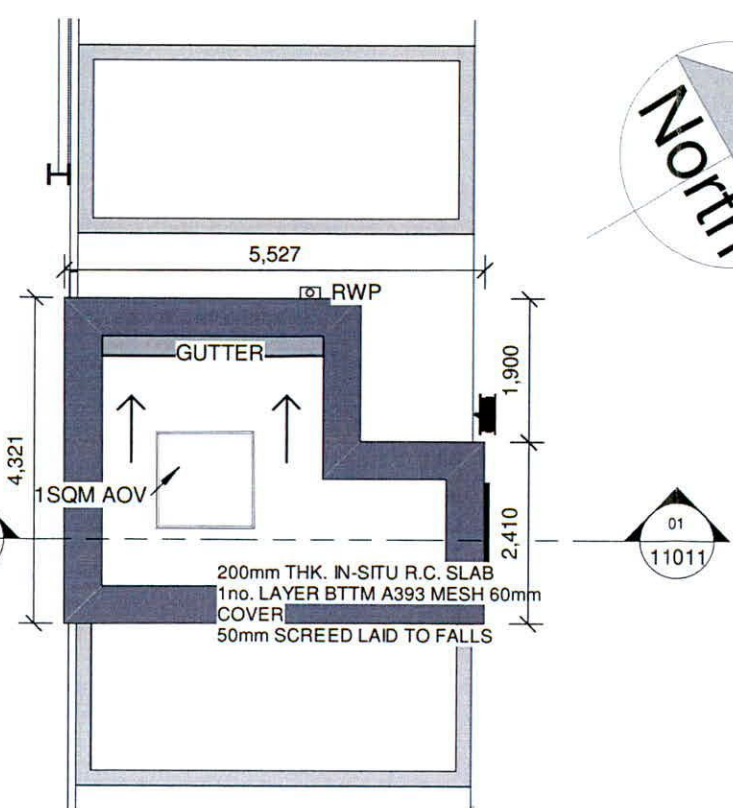 North
5,527
RWP
GUTTER
1,900
4,321
1SQM AOV
2,410
01
11011
200mm THK. IN-SITU R.C. SLAB
1no. LAYER BTTM A393 MESH 60mm
COVER
50mm SCREED LAID TO FALLS